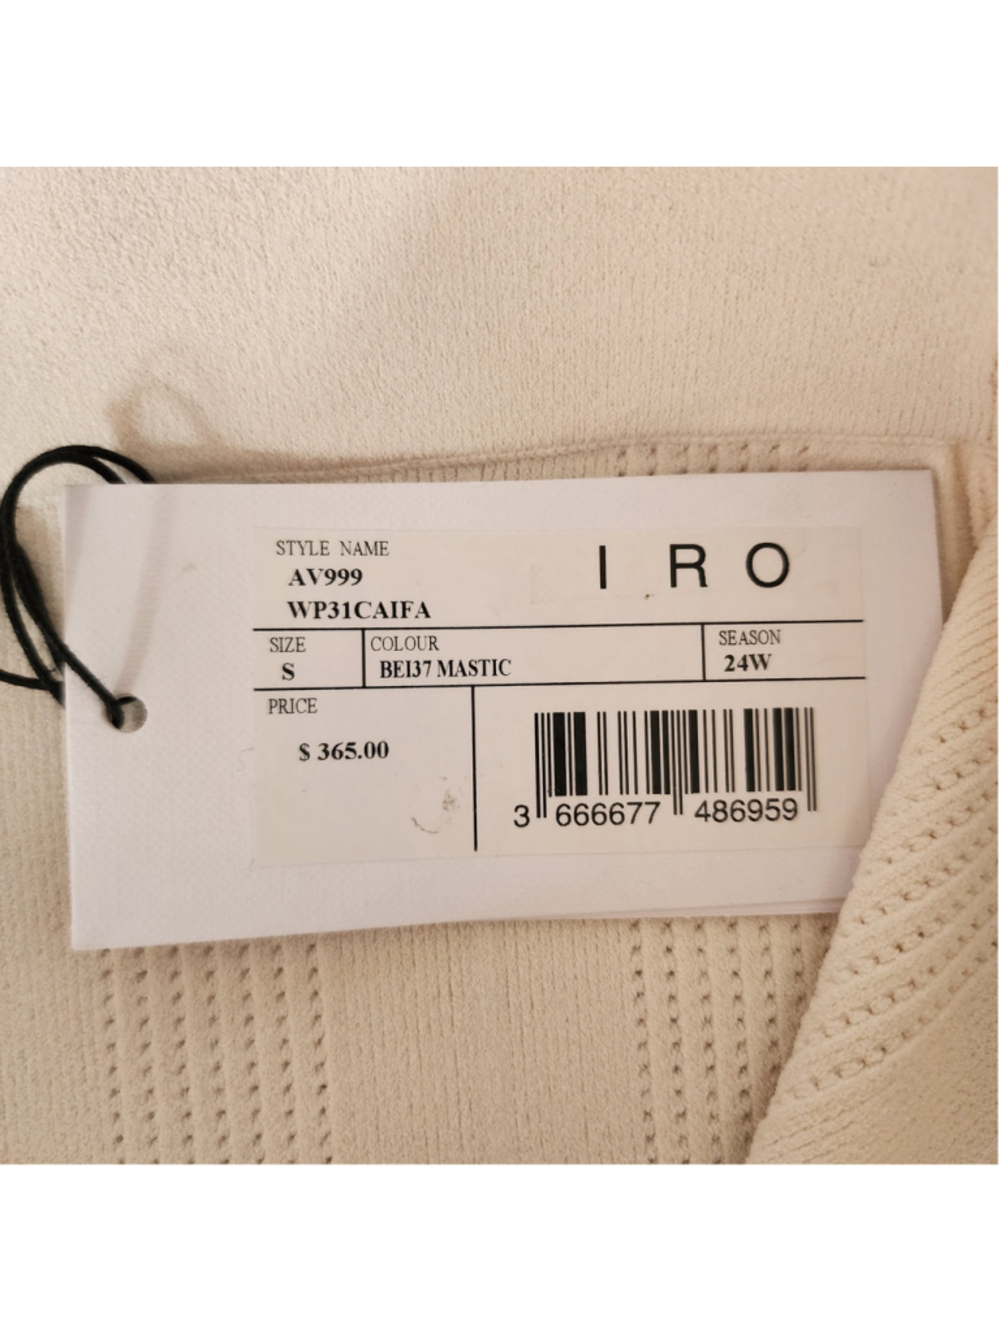 STYLE NAME
AV999
WP31CAIFA
I R O
SIZE
S
COLOUR
BEI37 MASTIC
SEASON
24W
PRICE
$ 365.00
3 666677 486959